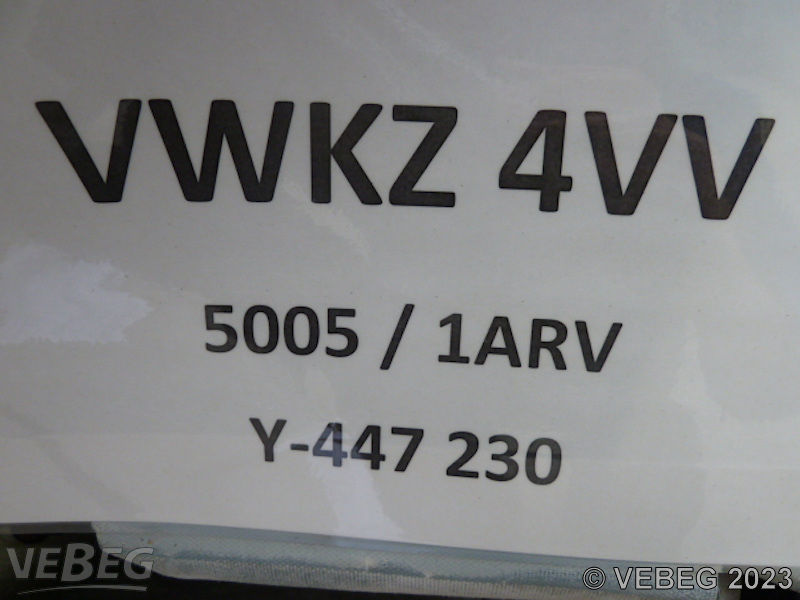 VWKZ 4VV
5005 / 1ARV
Y-447 230
VEBEG
© VEBEG 2023